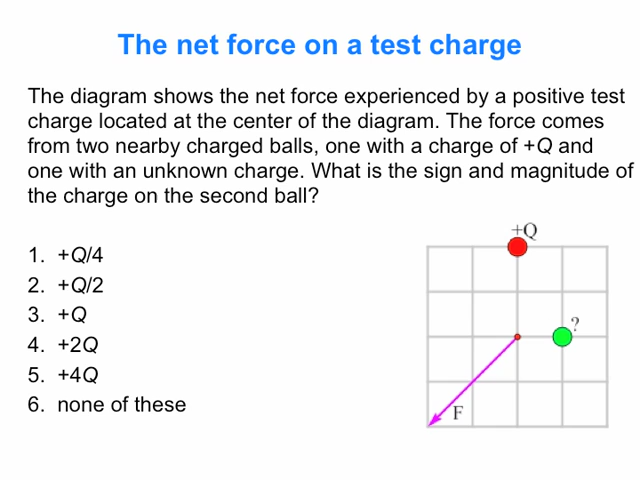 The net force on a test charge
The diagram shows the net force experienced by a positive test
charge located at the center of the diagram. The force comes
from two nearby charged balls, one with a charge of +Q and
one with an unknown charge. What is the sign and magnitude of
the charge on the second ball?
1. +Q/4
2. +Q/2
3. +Q
4. +2Q
5. +4Q
6. none of these
+Q
?
F